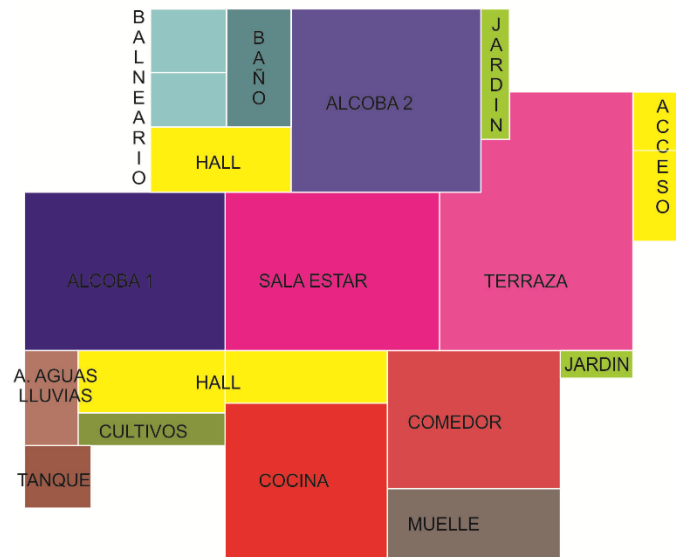 BALNEARIO
BAÑO
ALCOBA 2
JARDIN
ACCESO
HALL
ALCOBA 1
SALA ESTAR
TERRAZA
A. AGUAS
LLUVIAS
HALL
JARDIN
CULTIVOS
COMEDOR
TANQUE
COCINA
MUELLE